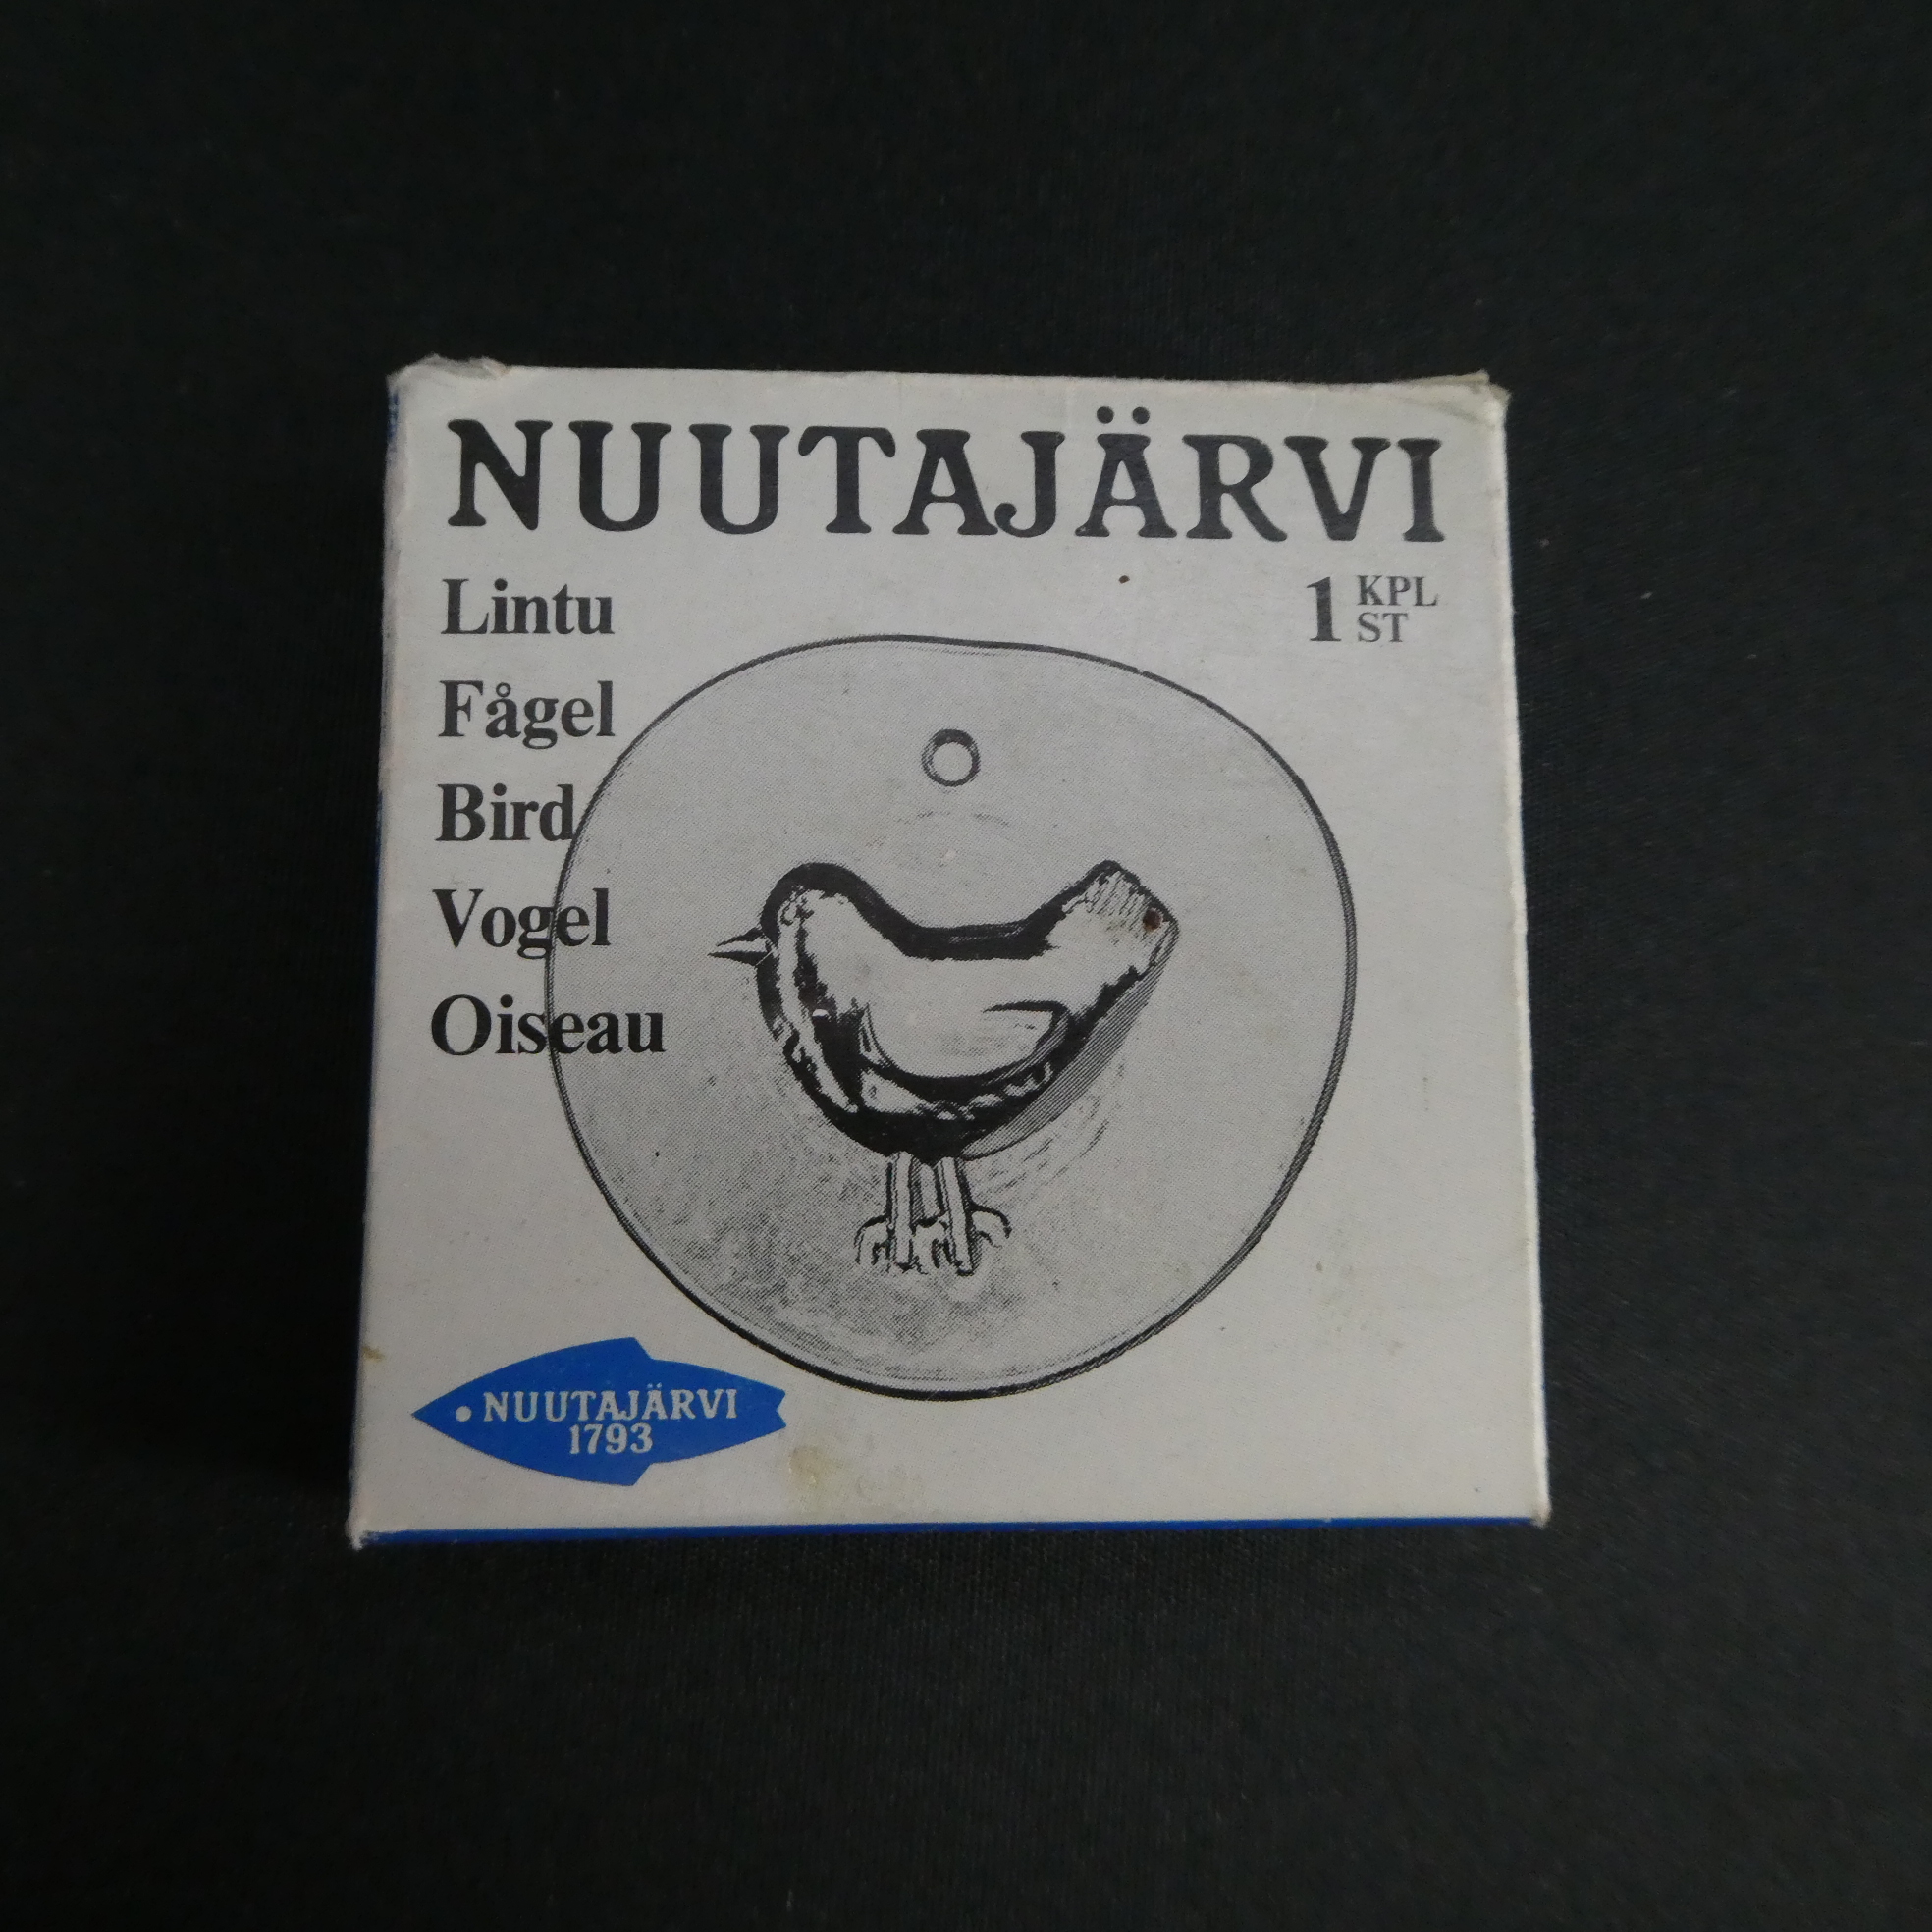 NUUTAJÄRVI
Lintu
1 KPL
ST
Fågel
Bird
Vogel
Oiseau
NUUTAJÄRVI
1793